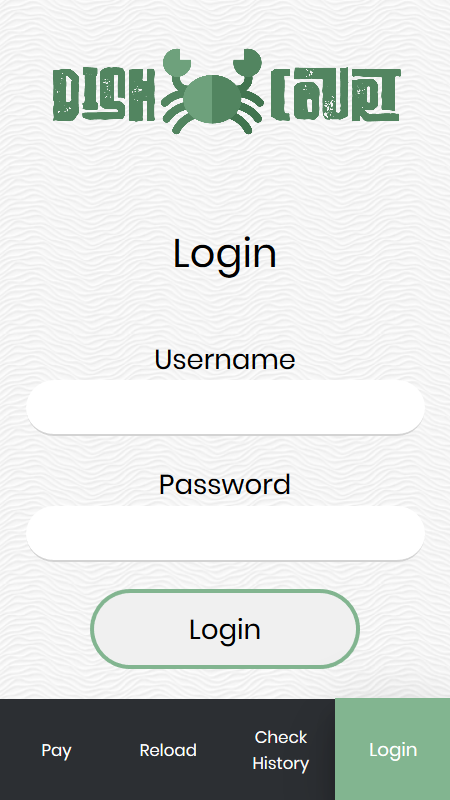 DISH COURT
Login
Username
Password
Login
Pay
Reload
Check
History
Login